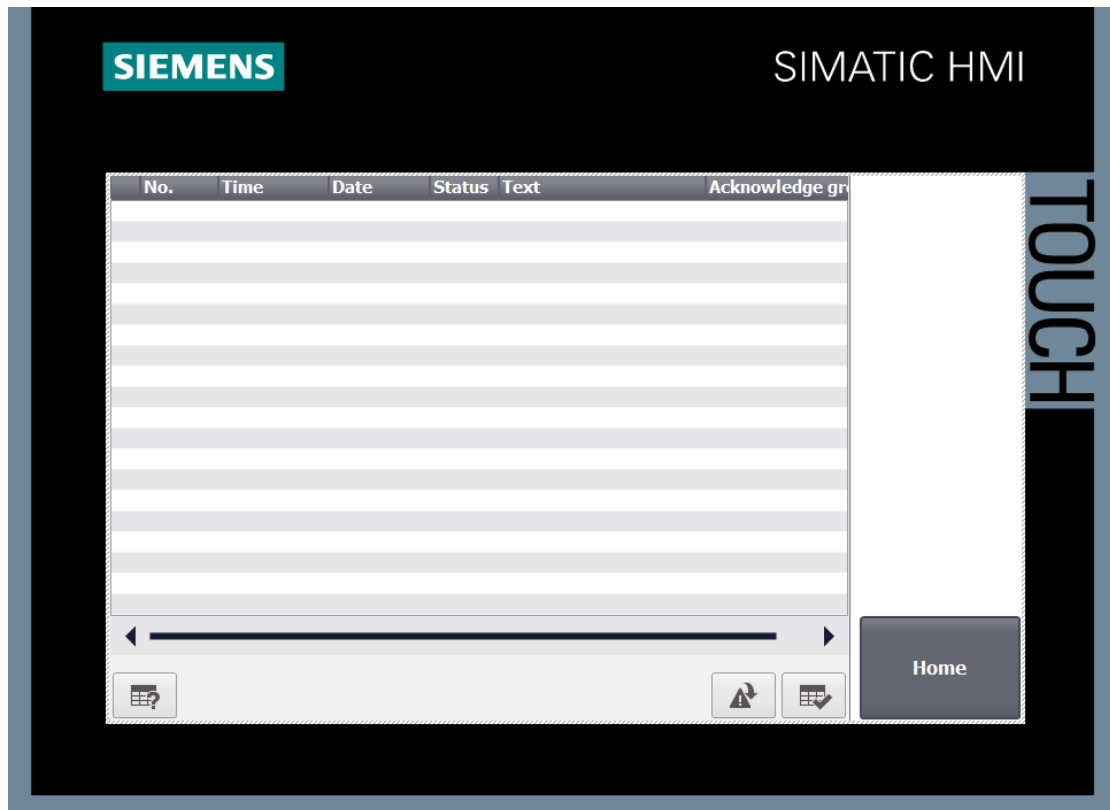 SIEMENS
SIMATIC HMI
TOUCH
No. Time Date Status Text Acknowledge gr
Home